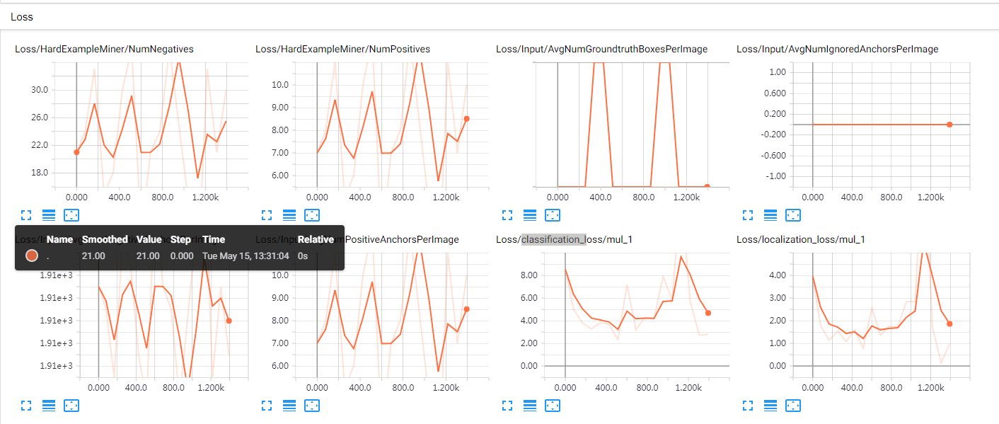 Loss
Loss/HardExampleMiner/NumNegatives
Loss/HardExampleMiner/NumPositives
Loss/Input/AvgNumGroundtruthBoxesPerImage
Loss/Input/AvgNumIgnoredAnchorsPerImage
30.0
26.0
22.0
18.0
0.000 400.0 800.0 1.200k
10.0
9.00
8.00
7.00
6.00
0.000 400.0 800.0 1.200k
0.000 400.0 800.0 1.200k
1.00
0.600
0.200
-0.200
-0.600
-1.00
0.000 400.0 800.0 1.200k
PositiveAnchorsPerImage
Loss/classification_loss/mul_1
Loss/localization_loss/mul_1
Name Smoothed Value Step Time Relative
. 21.00 21.00 0.000 Tue May 15, 13:31:04 0s
1.91e+3
1.91e+3
1.91e+3
1.91e+3
1.91e+3
0.000 400.0 800.0 1.200k
10.0
9.00
8.00
7.00
6.00
0.000 400.0 800.0 1.200k
8.00
6.00
4.00
2.00
0.00
0.000 400.0 800.0 1.200k
4.00
3.00
2.00
1.00
0.00
0.000 400.0 800.0 1.200k